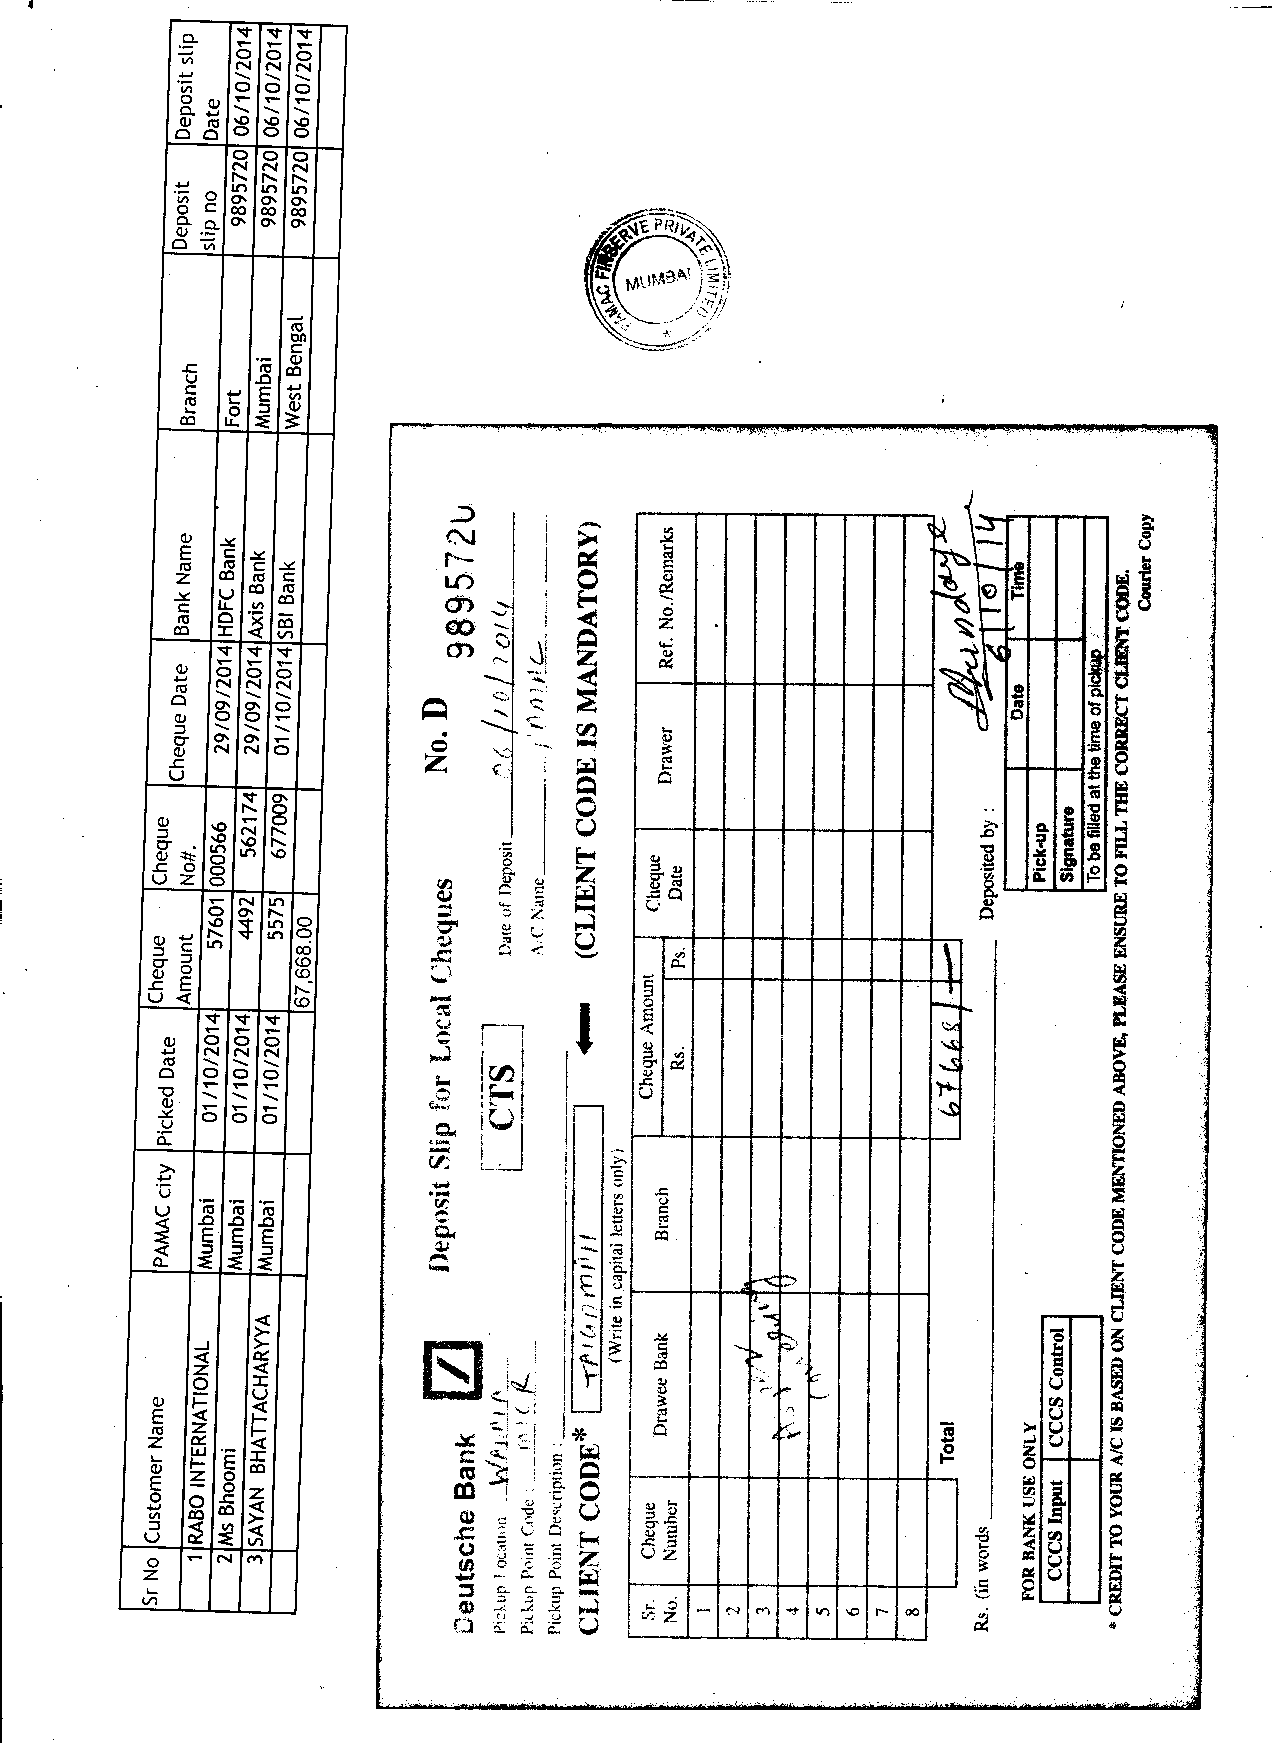 Sr No Customer Name PAMAC city Picked Date Cheque Amount Cheque No#. Cheque Date Bank Name Branch Deposit slip no Deposit slip Date
1 RABO INTERNATIONAL Mumbai 01/10/2014 57601 000566 29/09/2014 HDFC Bank Fort 9895720 06/10/2014
2 Ms Bhoomi Mumbai 01/10/2014 4492 562174 29/09/2014 Axis Bank Mumbai 9895720 06/10/2014
3 SAYAN BHATTACHARYYA Mumbai 01/10/2014 5575 677009 01/10/2014 SBI Bank West Bengal 9895720 06/10/2014
67,668.00
PAMAC FINSERVE PRIVATE LIMITED
MUMBAI
Deutsche Bank Deposit Slip for Local Cheques No. D 9895720
Pickup Location CTS Date of Deposit 06/10/2014
Pickup Point Code : A/C Name PAMAC
Pickup Point Description :
CLIENT CODE* (CLIENT CODE IS MANDATORY)
(Write in capital letters only)
Sr. No. Cheque Number Drawee Bank Branch Cheque Amount Rs. Ps. Cheque Date Drawer Ref. No./Remarks
1
2
3
4
5
6
7
8
Total 67668/-
Rs. (in words Deposited by :
6/10/14
Date Time
Pick-up
Signature
To be filled at the time of pickup
FOR BANK USE ONLY
CCCS Input CCCS Control
* CREDIT TO YOUR A/C IS BASED ON CLIENT CODE MENTIONED ABOVE, PLEASE ENSURE TO FILL THE CORRECT CLIENT CODE.
Courier Copy